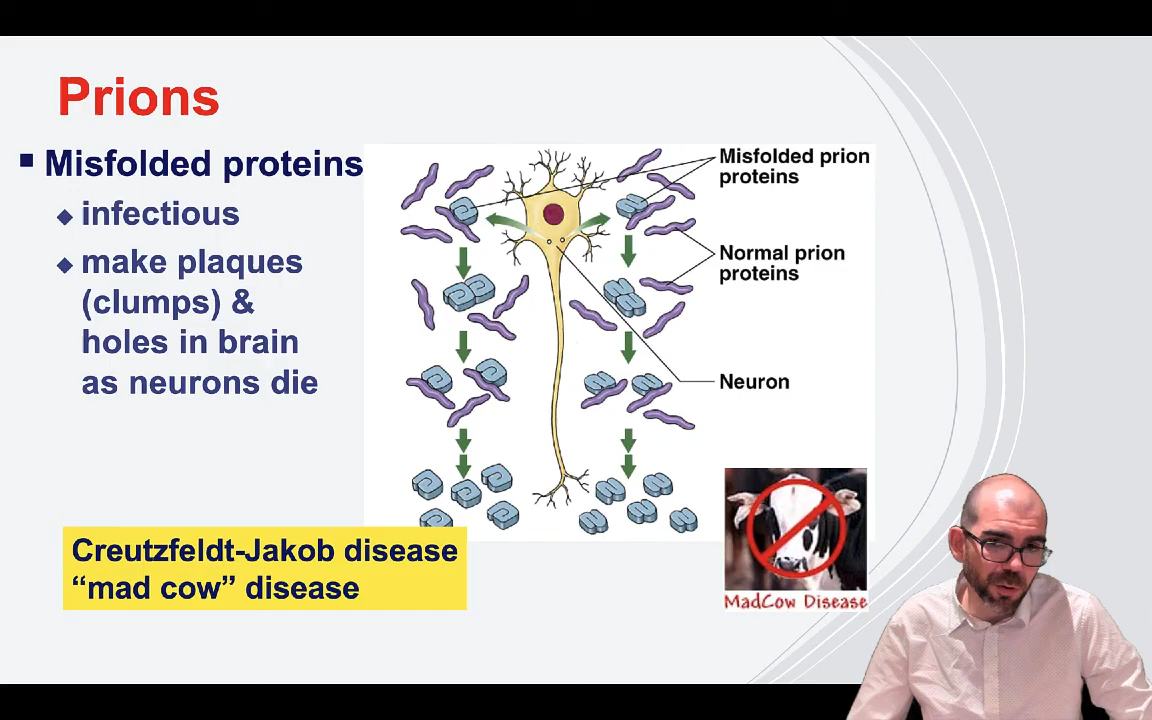 Prions
Misfolded proteins
infectious
make plaques
(clumps) &
holes in brain
as neurons die
Misfolded prion
proteins
Normal prion
proteins
Neuron
Creutzfeldt-Jakob disease
“mad cow” disease
MadCow Disease